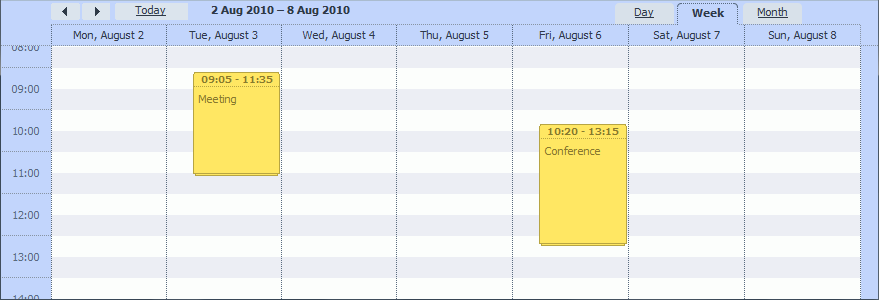 Today 2 Aug 2010 – 8 Aug 2010 Day Week Month
Mon, August 2 Tue, August 3 Wed, August 4 Thu, August 5 Fri, August 6 Sat, August 7 Sun, August 8
08:00
09:05 - 11:35
09:00
Meeting
10:00
10:20 - 13:15
Conference
11:00
12:00
13:00
14:00